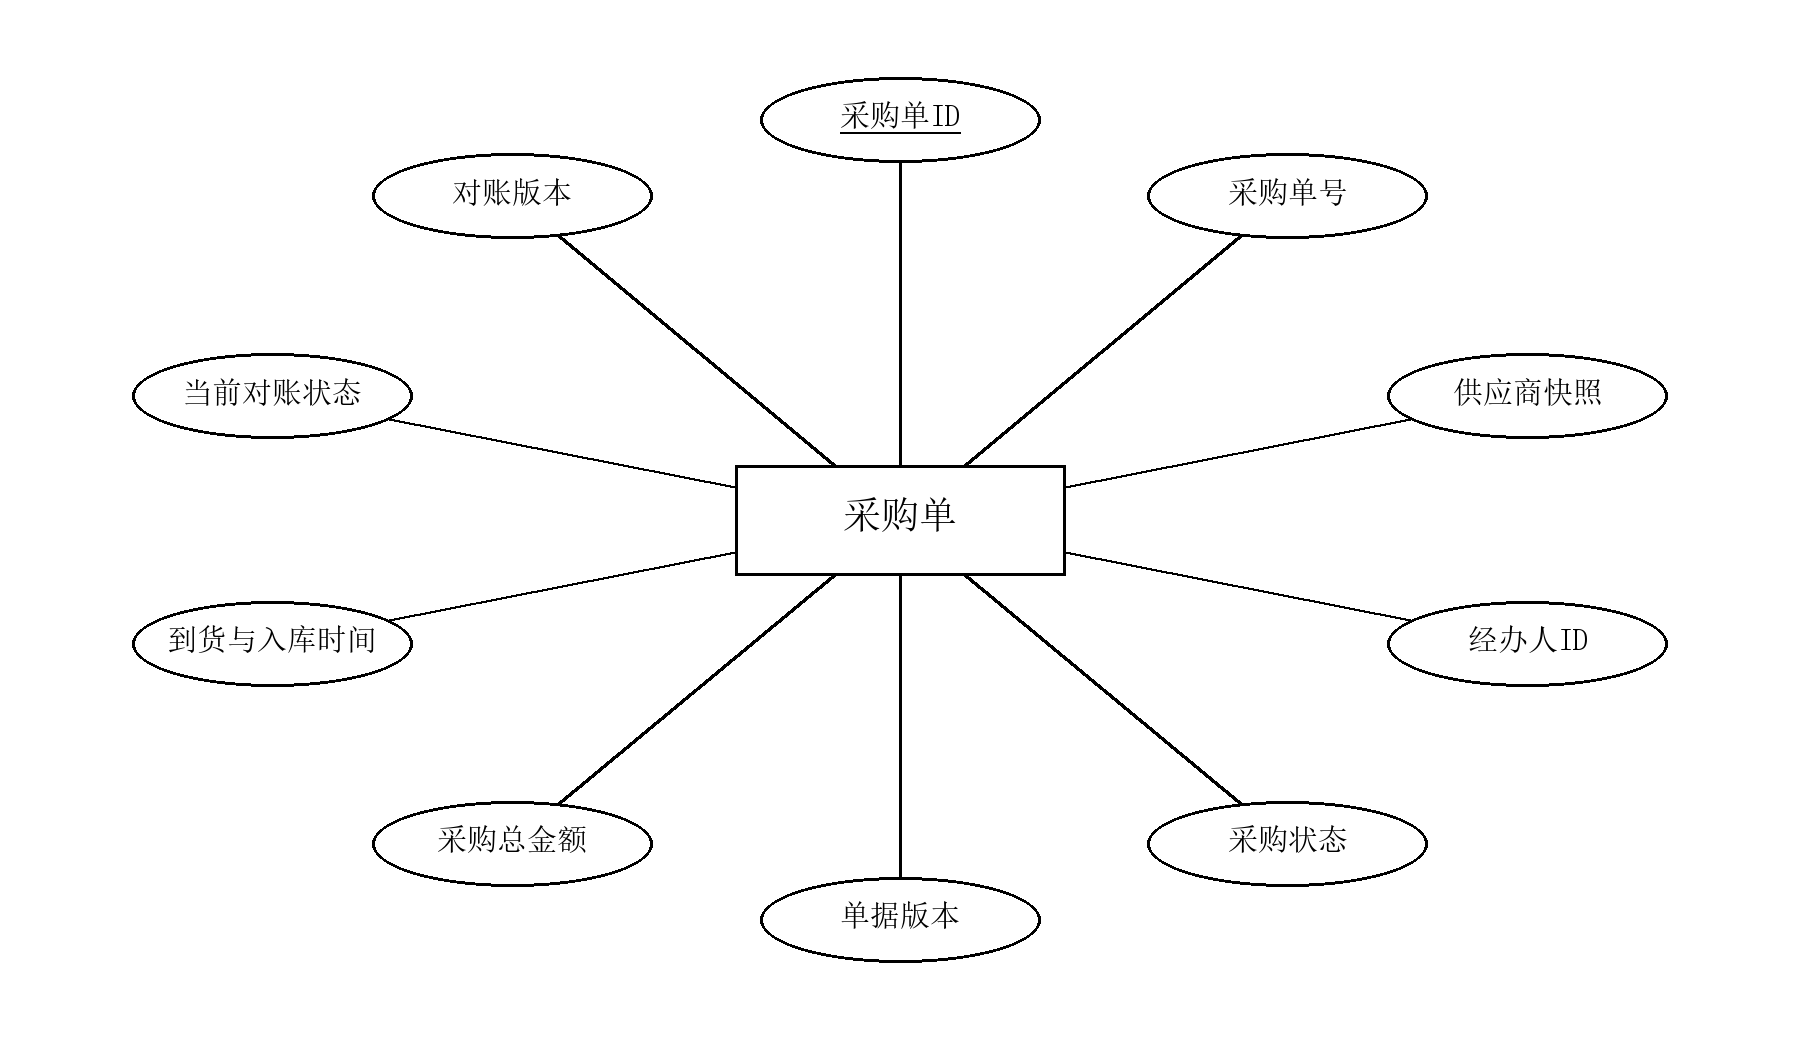 采购单ID
对账版本
采购单号
当前对账状态
供应商快照
采购单
到货与入库时间
经办人ID
采购总金额
采购状态
单据版本